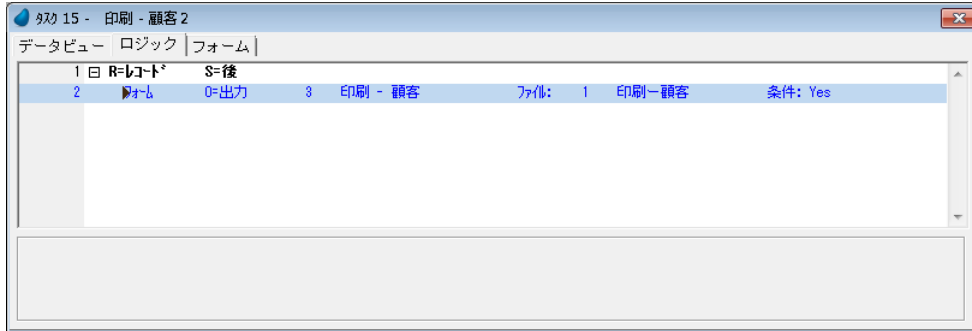 ﾀｽｸ 15 - 印刷 - 顧客2
データビュー ロジック フォーム
1 R=ﾚｺｰﾄﾞ S=後
2 ﾌｫｰﾑ O=出力 3 印刷 - 顧客 ﾌｧｲﾙ: 1 印刷ー顧客 条件: Yes